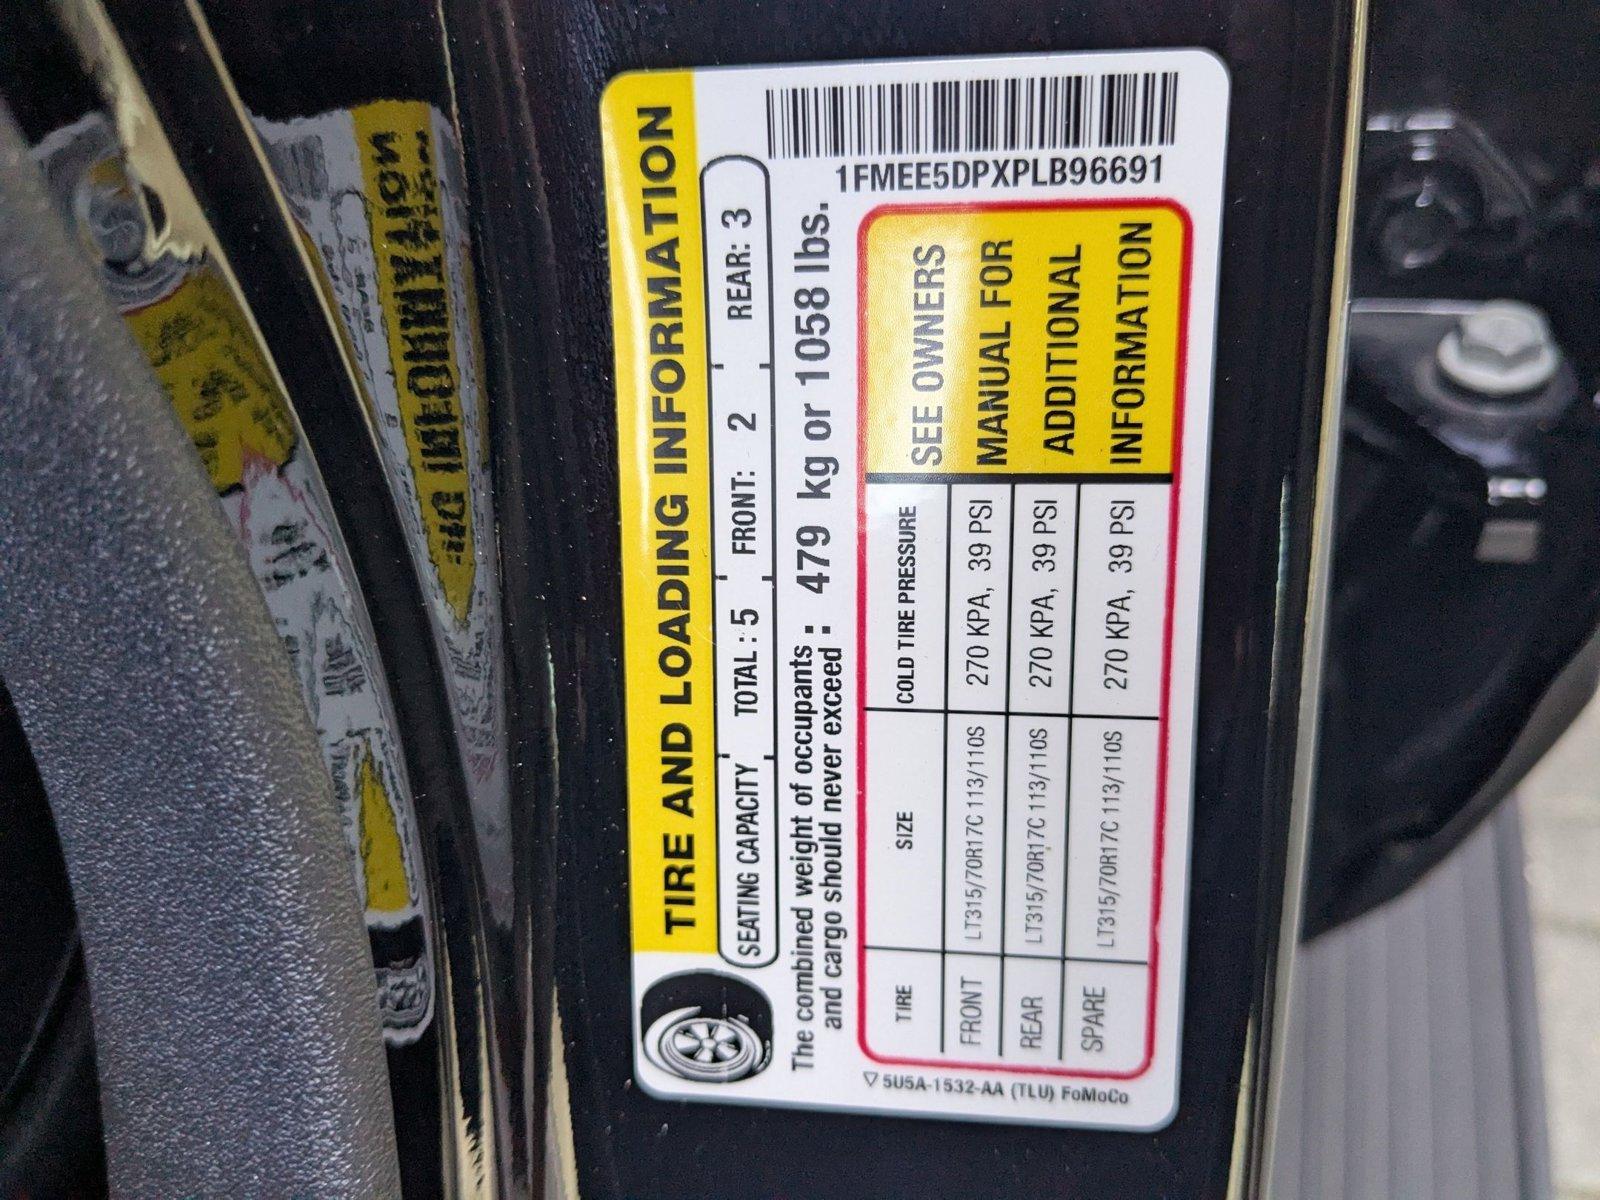 TIRE AND LOADING INFORMATION
SEATING CAPACITY TOTAL : 5 FRONT: 2 REAR: 3
The combined weight of occupants : 479 kg or 1058 lbs.
and cargo should never exceed :
1FMEE5DPXPLB96691
TIRE SIZE COLD TIRE PRESSURE
FRONT LT315/70R17C 113/110S 270 KPA, 39 PSI
REAR LT315/70R17C 113/110S 270 KPA, 39 PSI
SPARE LT315/70R17C 113/110S 270 KPA, 39 PSI
SEE OWNERS
MANUAL FOR
ADDITIONAL
INFORMATION
▽ 5U5A-1532-AA (TLU) FoMoCo